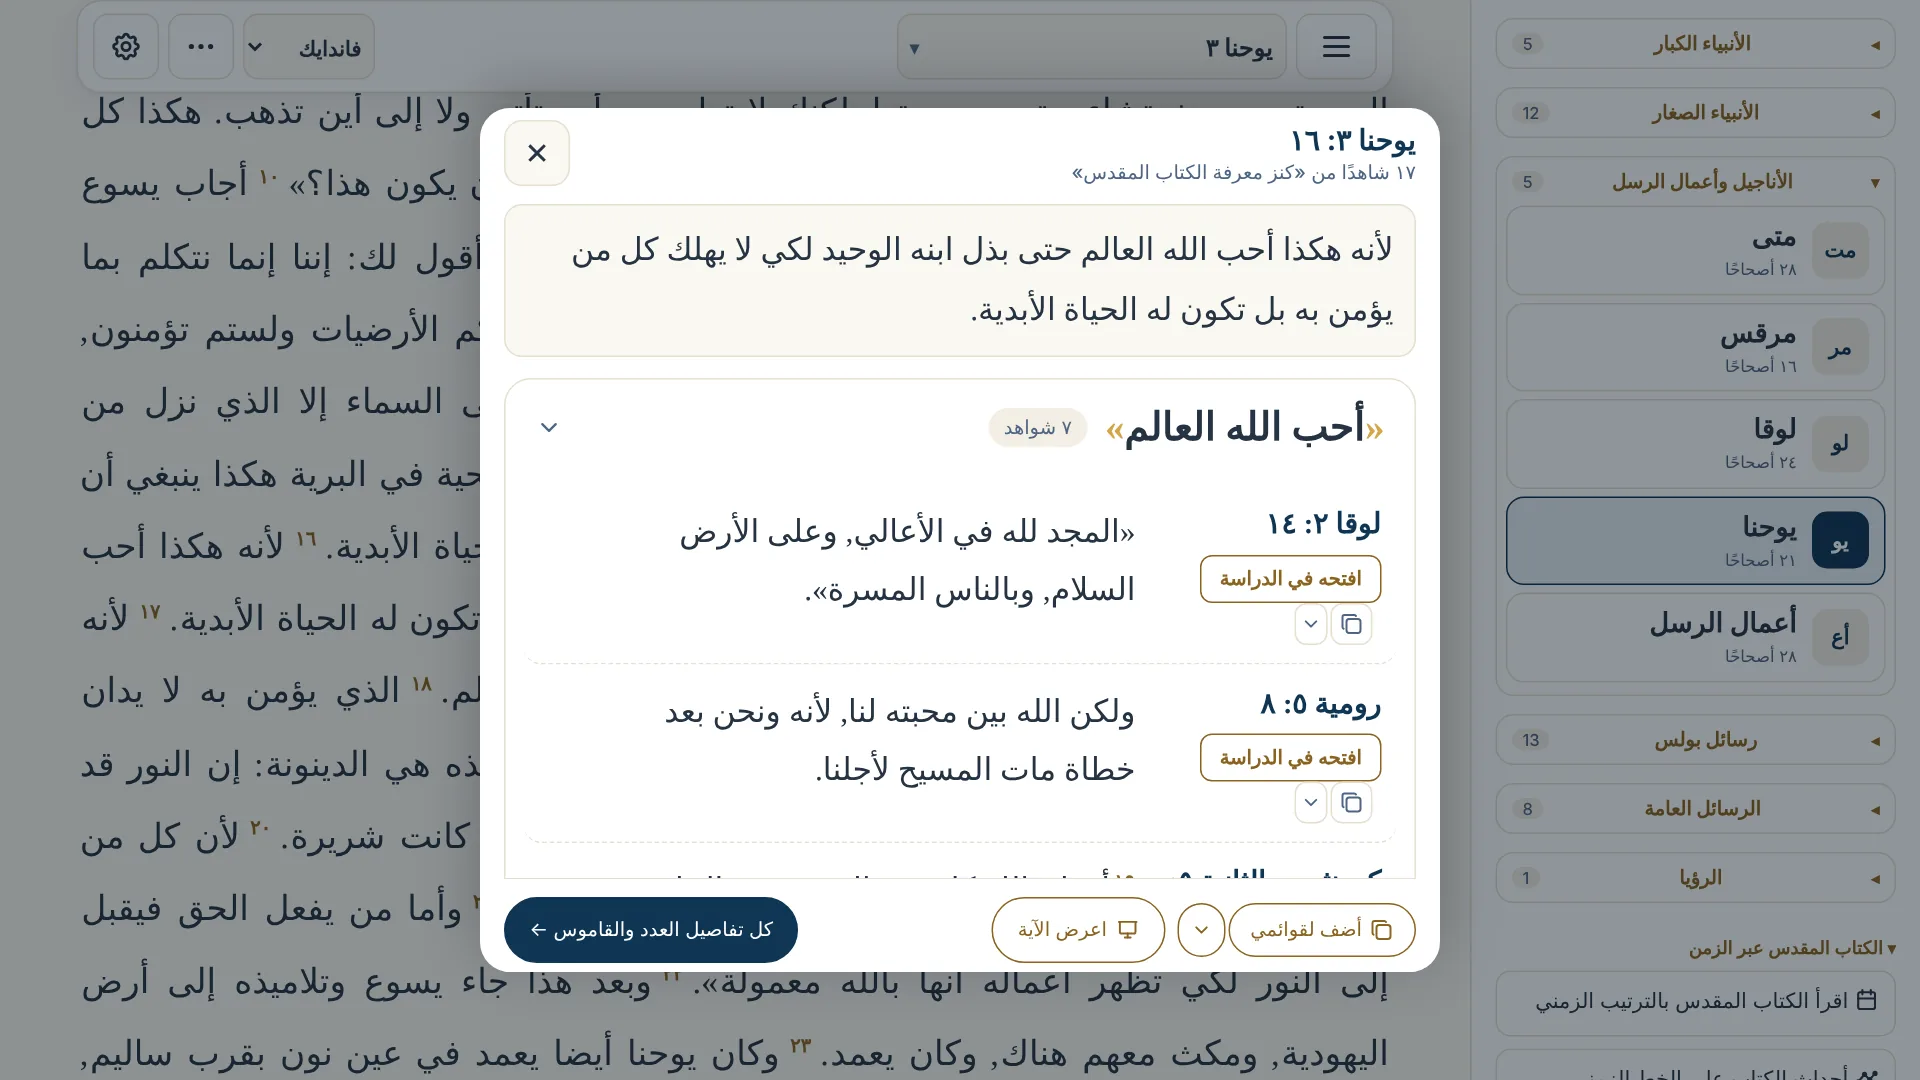 يوحنا ٣
فاندايك
الأنبياء الكبار
5
الأنبياء الصغار
12
الأناجيل وأعمال الرسل
5
مت
متى
٢٨ أصحاحًا
مر
مرقس
١٦ أصحاحًا
لو
لوقا
٢٤ أصحاحًا
يو
يوحنا
٢١ أصحاحًا
أع
أعمال الرسل
٢٨ أصحاحًا
رسائل بولس
13
الرسائل العامة
8
الرؤيا
1
الكتاب المقدس عبر الزمن
اقرأ الكتاب المقدس بالترتيب الزمني
ولا إلى أين تذهب. هكذا كل
يكون هذا؟» ١٠ أجاب يسوع
أقول لك: إننا إنما نتكلم بما
الأرضيات ولستم تؤمنون,
السماء إلا الذي نزل من
في البرية هكذا ينبغي أن
الأبدية. ١٦ لأنه هكذا أحب
تكون له الحياة الأبدية. ١٧ لأنه
١٨ الذي يؤمن به لا يدان
هي الدينونة: إن النور قد
كانت شريرة. ٢٠ لأن كل من
وأما من يفعل الحق فيقبل
إلى النور لكي تظهر أعماله أنها بالله معمولة». ٢٢ وبعد هذا جاء يسوع وتلاميذه إلى أرض
اليهودية, ومكث معهم هناك, وكان يعمد. ٢٣ وكان يوحنا أيضا يعمد في عين نون بقرب ساليم,
يوحنا ٣: ١٦
١٧ شاهدًا من «كنز معرفة الكتاب المقدس»
لأنه هكذا أحب الله العالم حتى بذل ابنه الوحيد لكي لا يهلك كل من
يؤمن به بل تكون له الحياة الأبدية.
«أحب الله العالم»
٧ شواهد
لوقا ٢: ١٤
افتحه في الدراسة
«المجد لله في الأعالي, وعلى الأرض
السلام, وبالناس المسرة».
رومية ٥: ٨
افتحه في الدراسة
ولكن الله بين محبته لنا, لأنه ونحن بعد
خطاة مات المسيح لأجلنا.
أضف لقوائمي
اعرض الآية
كل تفاصيل العدد والقاموس ←